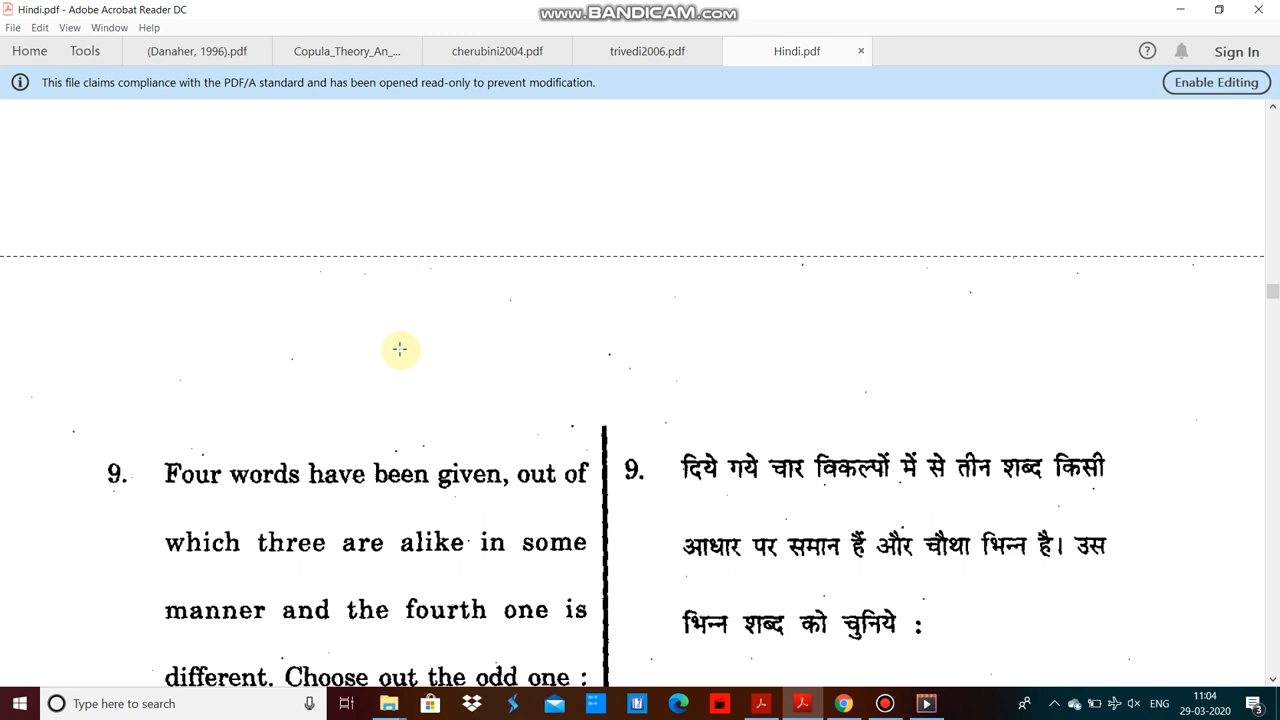 Hindi.pdf - Adobe Acrobat Reader DC
www.BANDICAM.com
File Edit View Window Help
Home Tools (Danaher, 1996).pdf Copula_Theory_An_... cherubini2004.pdf trivedi2006.pdf Hindi.pdf × Sign In
This file claims compliance with the PDF/A standard and has been opened read-only to prevent modification. Enable Editing
9. Four words have been given, out of
which three are alike in some
manner and the fourth one is
different. Choose out the odd one :
9. दिये गये चार विकल्पों में से तीन शब्द किसी
आधार पर समान हैं और चौथा भिन्न है। उस
भिन्न शब्द को चुनिये :
Type here to search
ENG
11:04
29-03-2020
3